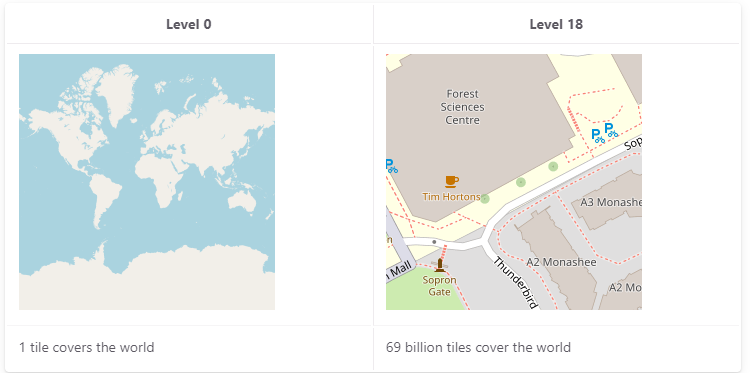 Level 0
Level 18
Forest
Sciences
Centre
Tim Hortons
Sop
A3 Monashe
n
n Mall
Sopron
Gate
Thunderbird
A2 Monashee
A2 Mo
1 tile covers the world
69 billion tiles cover the world